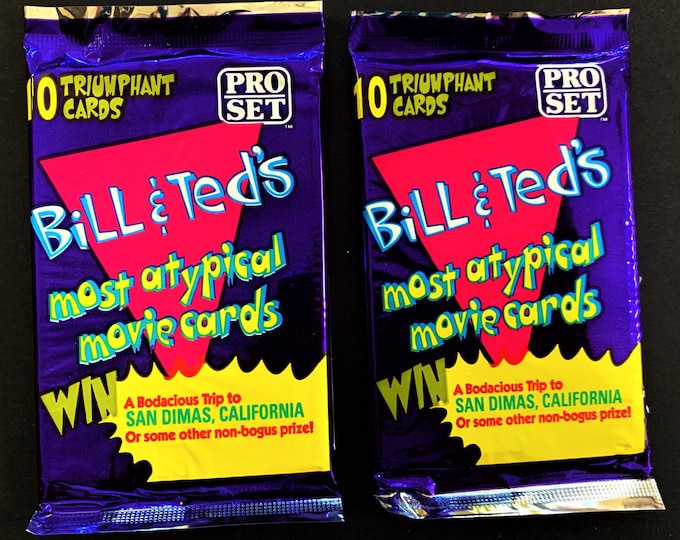 10 TRIUMPHANT
CARDS
PRO
SET
TM
BiLL & TeD's
most atypical
movie cards
WIN
A Bodacious Trip to
SAN DIMAS, CALIFORNIA
Or some other non-bogus prize!
10 TRIUMPHANT
CARDS
PRO
SET
TM
BiLL & TeD's
most atypical
movie cards
WIN
A Bodacious Trip to
SAN DIMAS, CALIFORNIA
Or some other non-bogus prize!